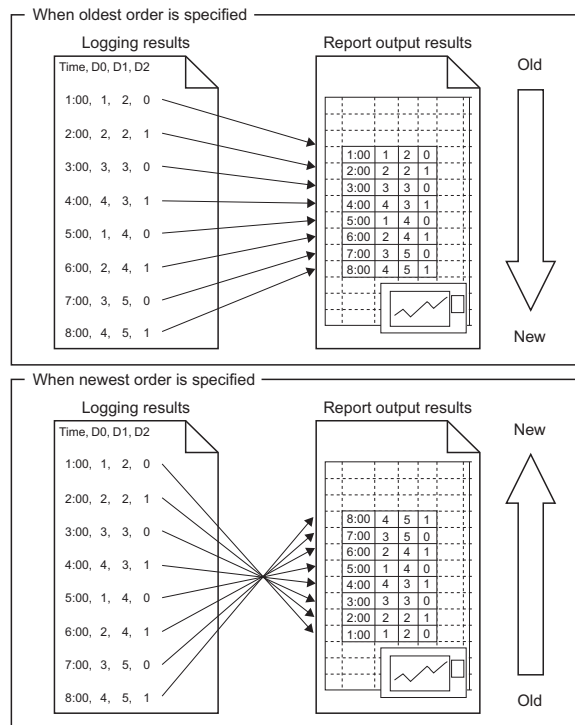 When oldest order is specified
Logging results
Time, D0, D1, D2
1:00, 1, 2, 0
2:00, 2, 2, 1
3:00, 3, 3, 0
4:00, 4, 3, 1
5:00, 1, 4, 0
6:00, 2, 4, 1
7:00, 3, 5, 0
8:00, 4, 5, 1
Report output results
1:00 1 2 0
2:00 2 2 1
3:00 3 3 0
4:00 4 3 1
5:00 1 4 0
6:00 2 4 1
7:00 3 5 0
8:00 4 5 1
Old
New
When newest order is specified
Logging results
Time, D0, D1, D2
1:00, 1, 2, 0
2:00, 2, 2, 1
3:00, 3, 3, 0
4:00, 4, 3, 1
5:00, 1, 4, 0
6:00, 2, 4, 1
7:00, 3, 5, 0
8:00, 4, 5, 1
Report output results
8:00 4 5 1
7:00 3 5 0
6:00 2 4 1
5:00 1 4 0
4:00 4 3 1
3:00 3 3 0
2:00 2 2 1
1:00 1 2 0
New
Old